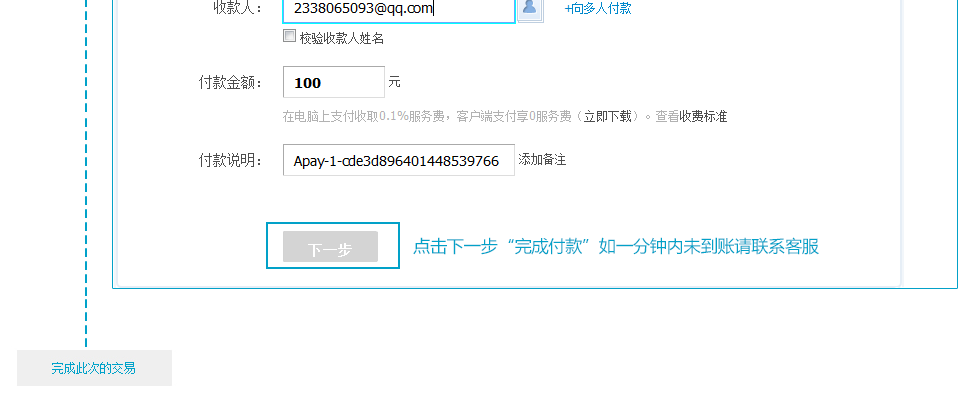 收款人： 2338065093@qq.com +向多人付款
校验收款人姓名
付款金额： 100 元
在电脑上支付收取0.1%服务费，客户端支付享0服务费（立即下载）。查看收费标准
付款说明： Apay-1-cde3d896401448539766 添加备注
下一步 点击下一步“完成付款”如一分钟内未到账请联系客服
完成此次的交易